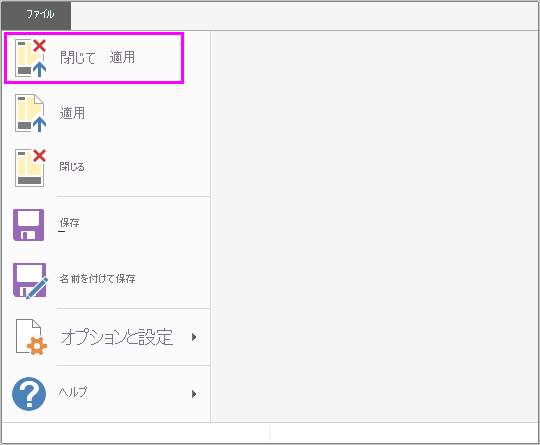 ファイル
閉じて 適用
適用
閉じる
保存
名前を付けて保存
オプションと設定
ヘルプ